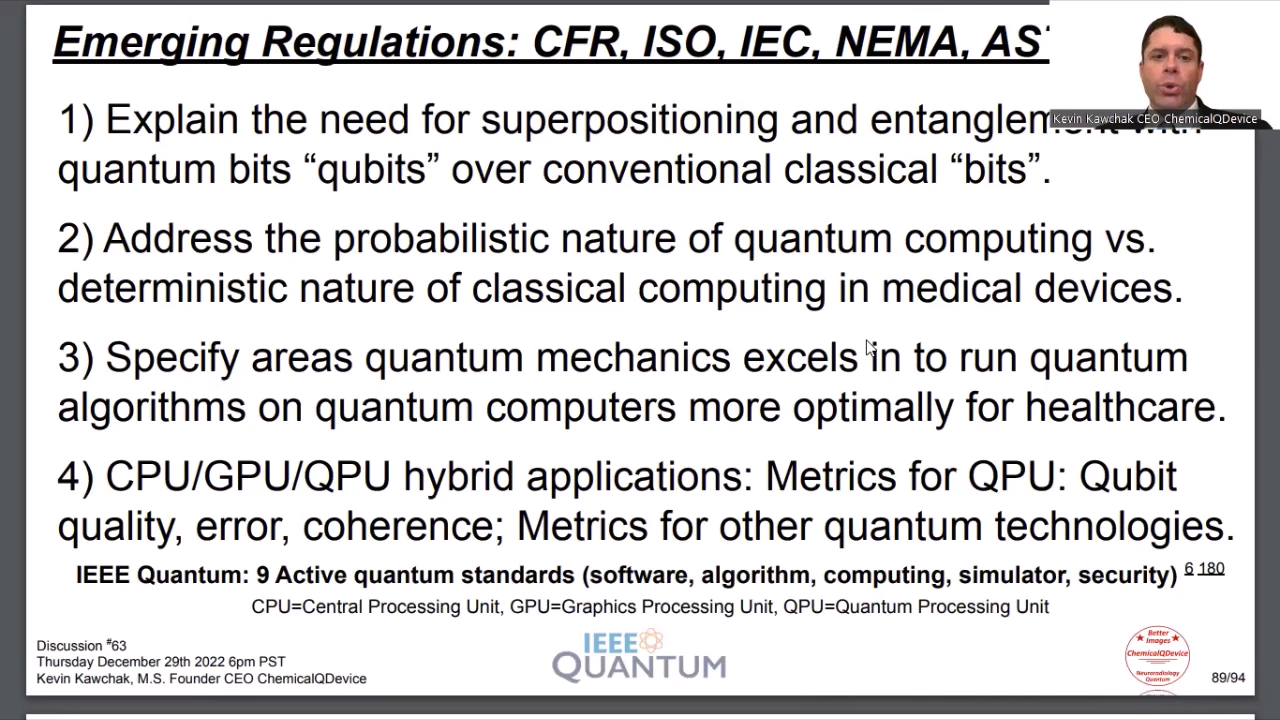 Emerging Regulations: CFR, ISO, IEC, NEMA, AS
Kevin Kawchak CEO ChemicalQDevice
1) Explain the need for superpositioning and entanglement with
quantum bits “qubits” over conventional classical “bits”.
2) Address the probabilistic nature of quantum computing vs.
deterministic nature of classical computing in medical devices.
3) Specify areas quantum mechanics excels in to run quantum
algorithms on quantum computers more optimally for healthcare.
4) CPU/GPU/QPU hybrid applications: Metrics for QPU: Qubit
quality, error, coherence; Metrics for other quantum technologies.
IEEE Quantum: 9 Active quantum standards (software, algorithm, computing, simulator, security) 6 180
CPU=Central Processing Unit, GPU=Graphics Processing Unit, QPU=Quantum Processing Unit
Discussion #63
Thursday December 29th 2022 6pm PST
Kevin Kawchak, M.S. Founder CEO ChemicalQDevice
IEEE
QUANTUM
Better
Images
ChemicalQDevice
Neuroradiology
Quantum
89/94